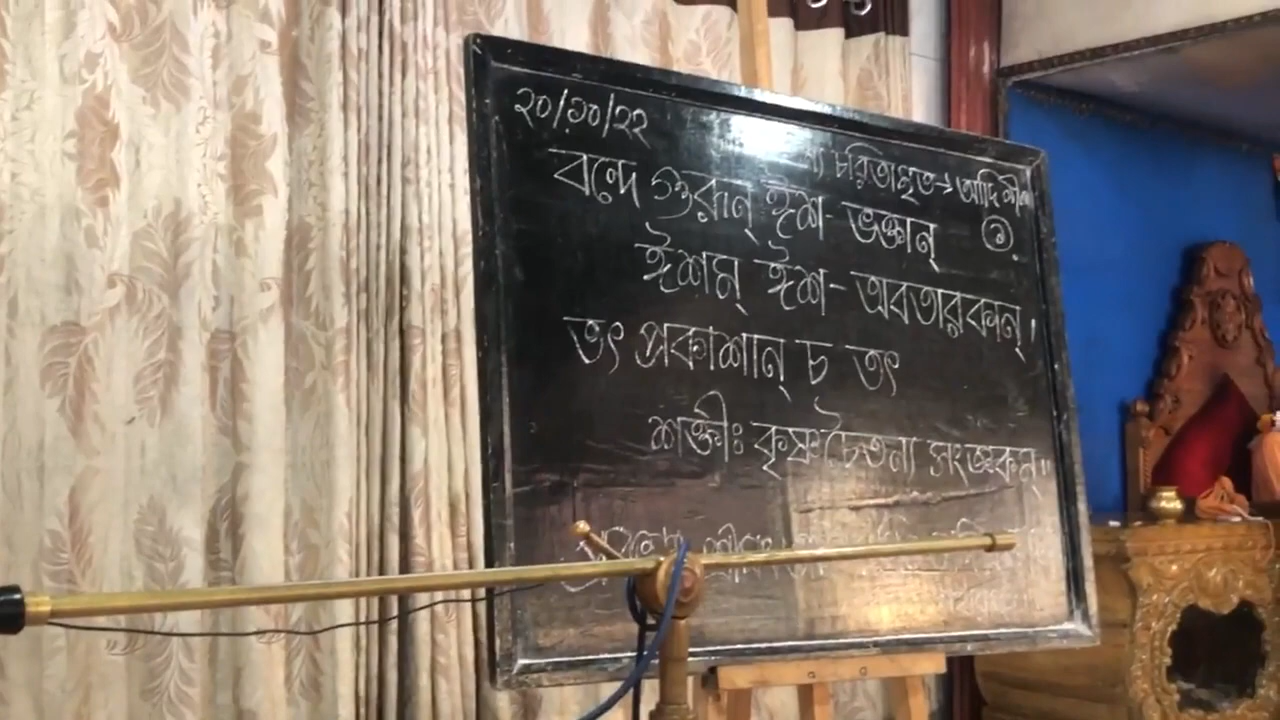 ২০/১০/২২
চরিতামৃত → আদি লীলা
বন্দে গুরূন্ ঈশ-ভক্তান্ ১
ঈশম্ ঈশ-অবতারকান্।
তৎ প্রকাশান্ চ তৎ
শক্তীঃ কৃষ্ণচৈতন্য সংজ্ঞকম্॥